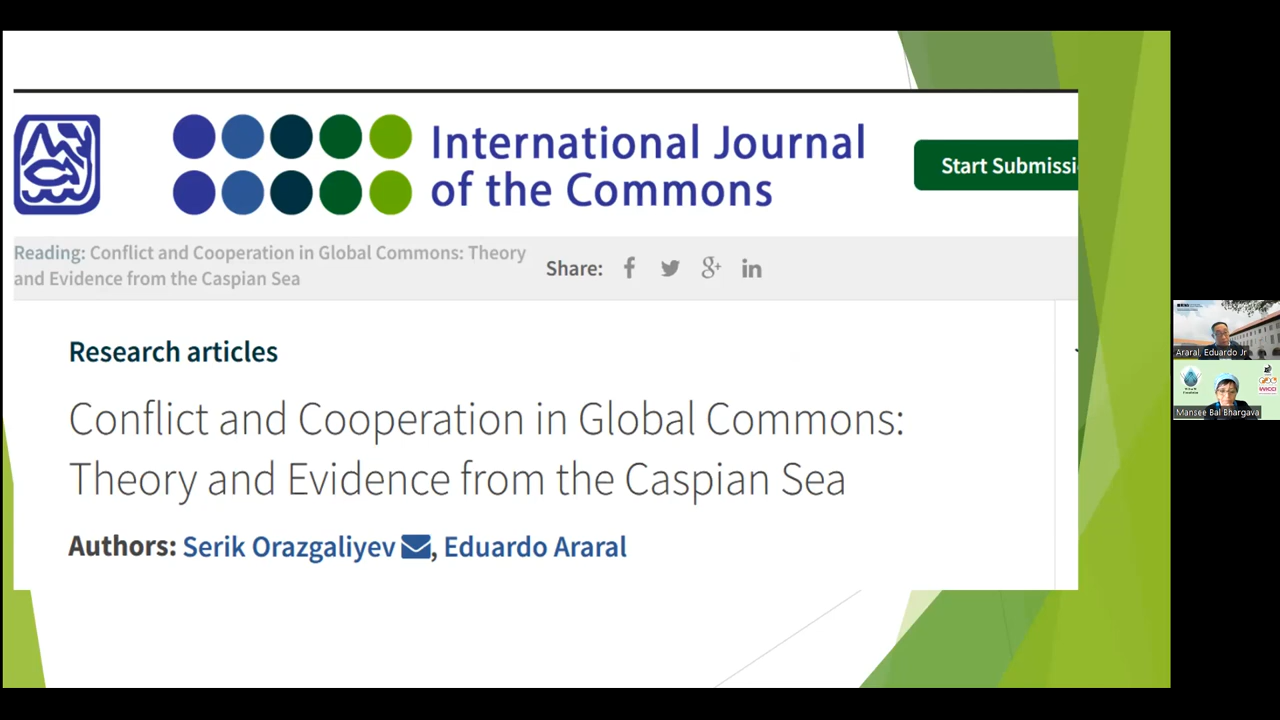 International Journal
of the Commons
Start Submissi
Reading: Conflict and Cooperation in Global Commons: Theory
and Evidence from the Caspian Sea
Share:
Research articles
Conflict and Cooperation in Global Commons:
Theory and Evidence from the Caspian Sea
Authors: Serik Orazgaliyev, Eduardo Araral
Araral, Eduardo Jr
Mansee Bal Bhargava